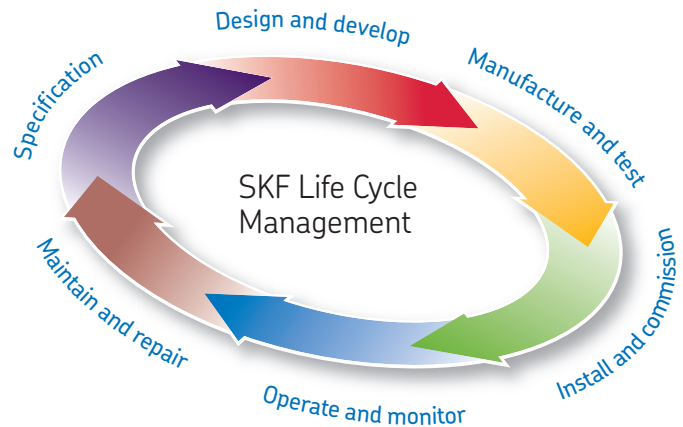 Design and develop
Manufacture and test
Install and commission
Operate and monitor
Maintain and repair
Specification
SKF Life Cycle
Management